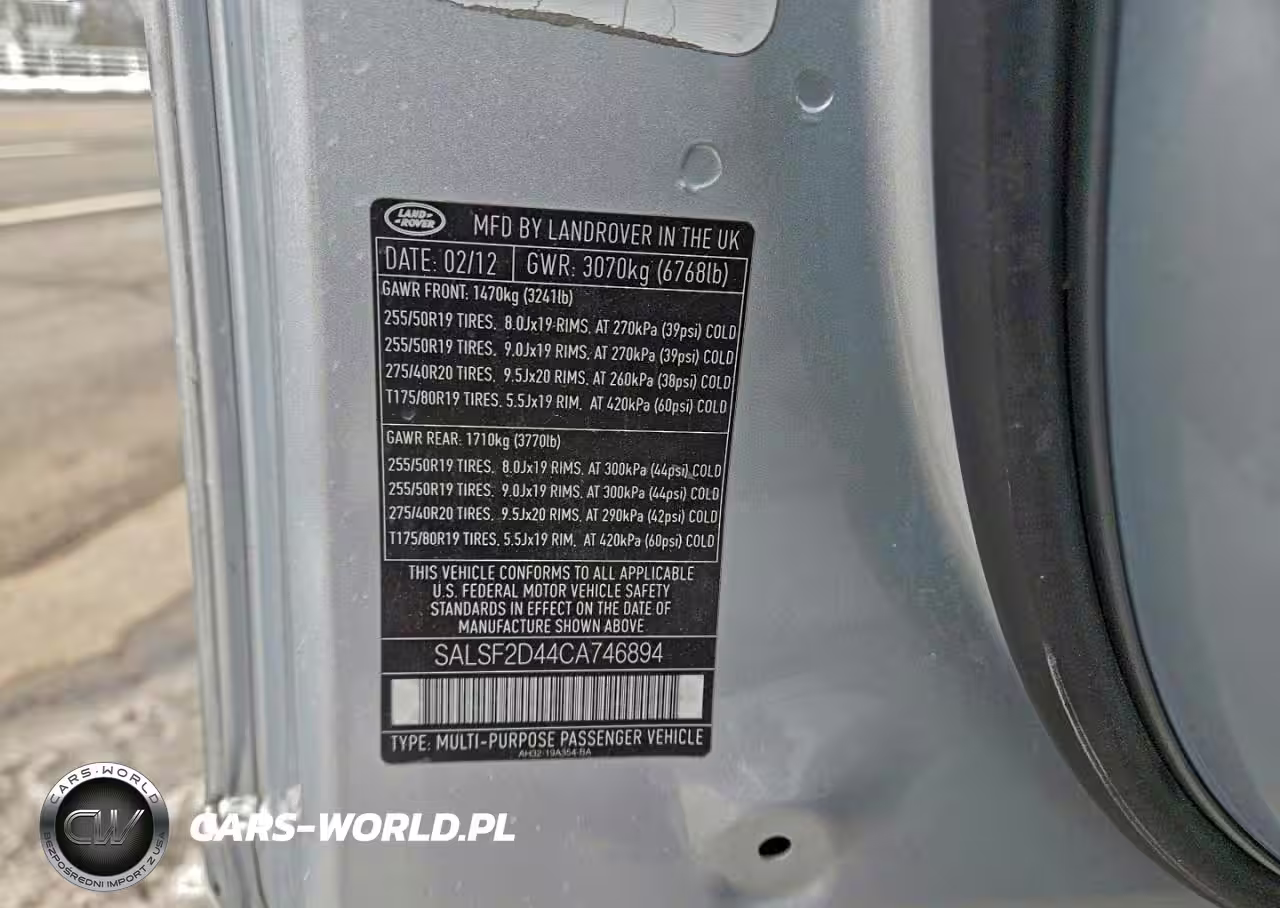 LAND ROVER
MFD BY LANDROVER IN THE UK
DATE: 02/12 GWR: 3070kg (6768lb)
GAWR FRONT: 1470kg (3241lb)
255/50R19 TIRES, 8.0Jx19 RIMS, AT 270kPa (39psi) COLD
255/50R19 TIRES, 9.0Jx19 RIMS, AT 270kPa (39psi) COLD
275/40R20 TIRES, 9.5Jx20 RIMS, AT 260kPa (38psi) COLD
T175/80R19 TIRES, 5.5Jx19 RIM, AT 420kPa (60psi) COLD
GAWR REAR: 1710kg (3770lb)
255/50R19 TIRES, 8.0Jx19 RIMS, AT 300kPa (44psi) COLD
255/50R19 TIRES, 9.0Jx19 RIMS, AT 300kPa (44psi) COLD
275/40R20 TIRES, 9.5Jx20 RIMS, AT 290kPa (42psi) COLD
T175/80R19 TIRES, 5.5Jx19 RIM, AT 420kPa (60psi) COLD
THIS VEHICLE CONFORMS TO ALL APPLICABLE
U.S. FEDERAL MOTOR VEHICLE SAFETY
STANDARDS IN EFFECT ON THE DATE OF
MANUFACTURE SHOWN ABOVE
SALSF2D44CA746894
TYPE: MULTI-PURPOSE PASSENGER VEHICLE
AH32-19A354-BA
CARS-WORLD
CW
BEZPOŚREDNI IMPORT Z USA
CARS-WORLD.PL